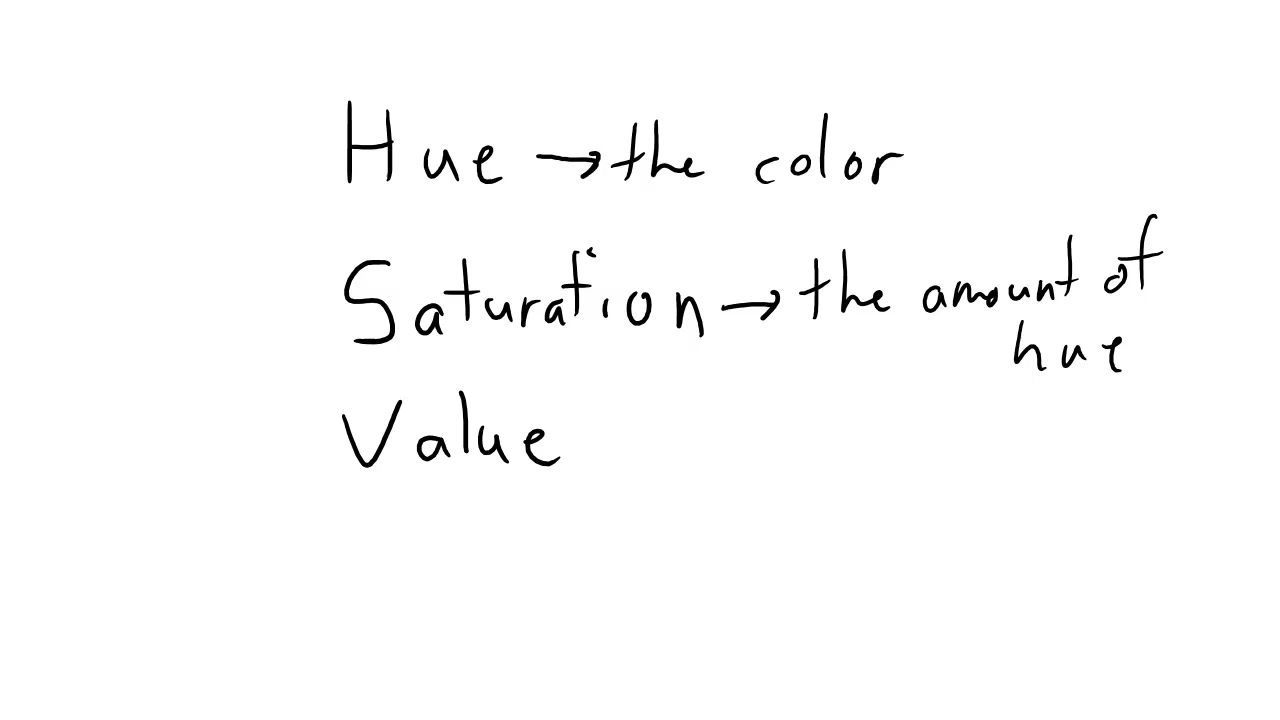 Hue → the color
Saturation → the amount of
hue
Value